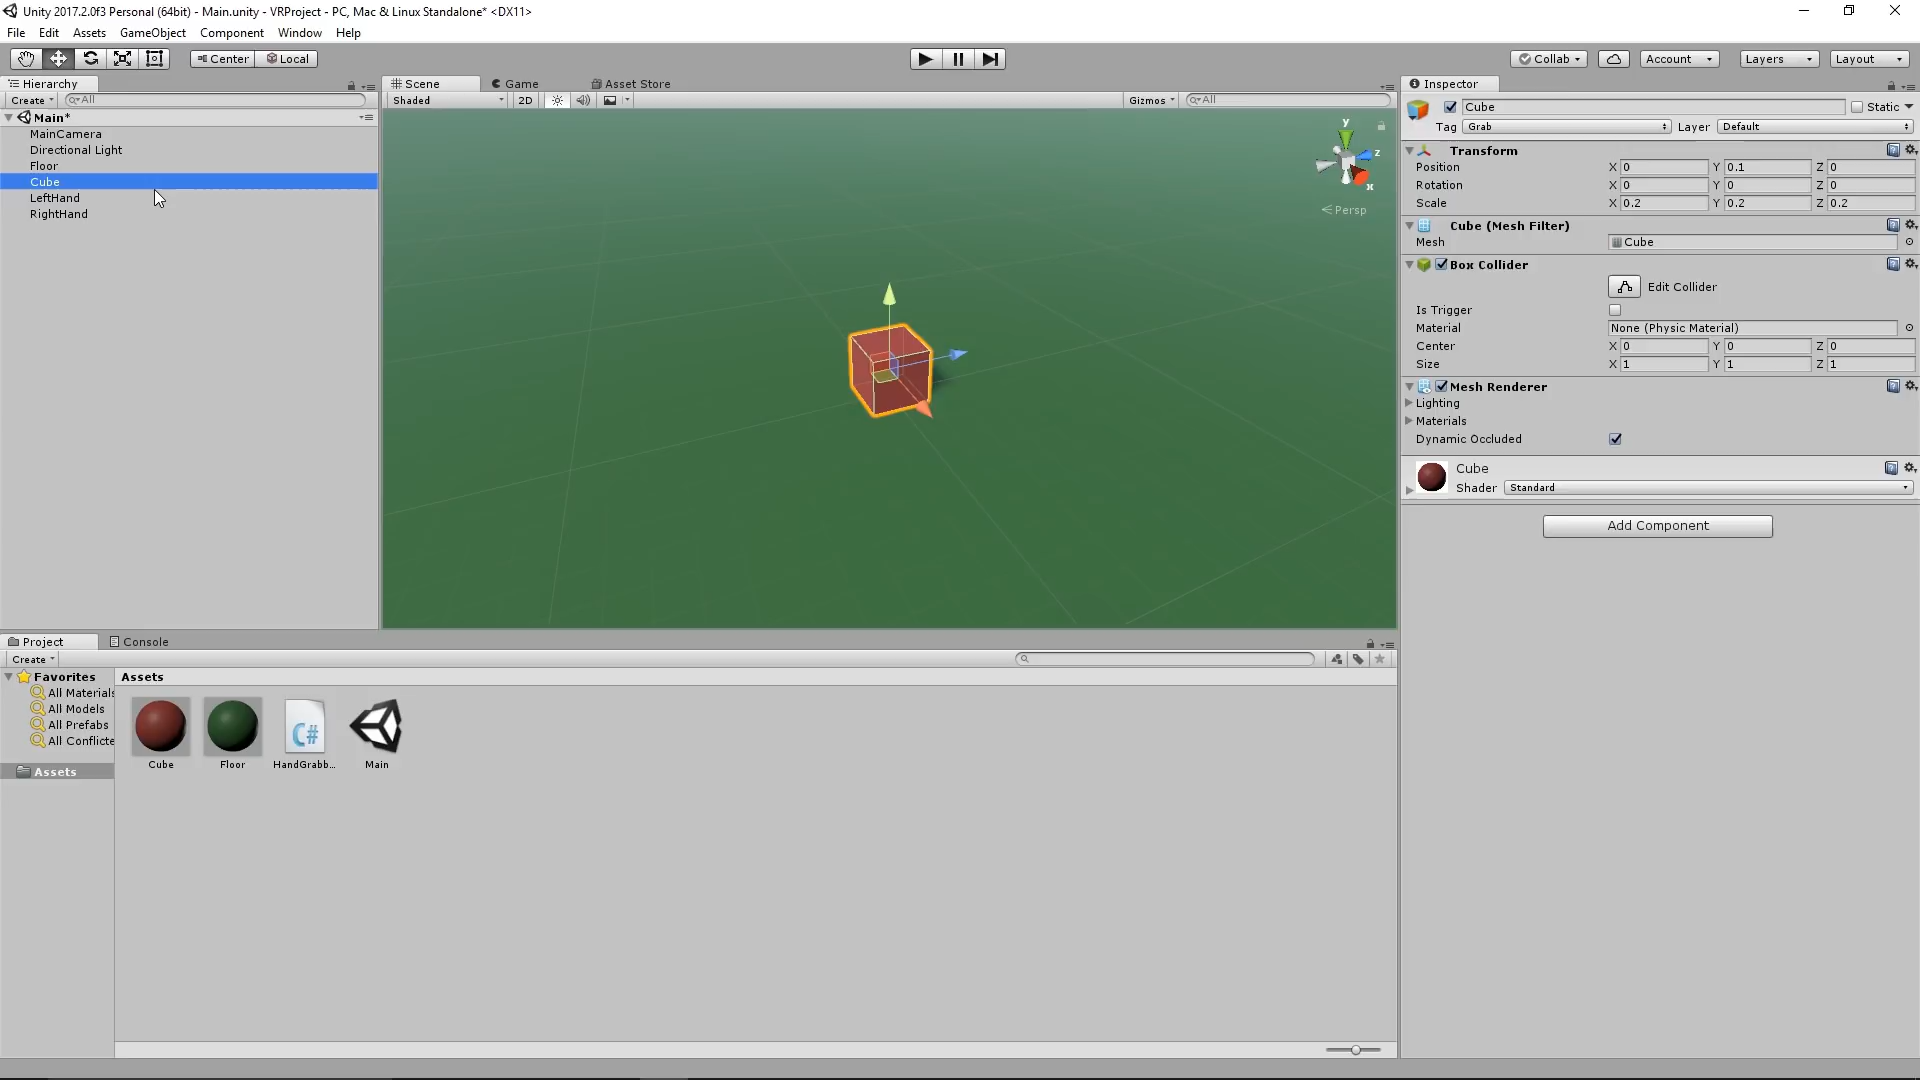 Unity 2017.2.0f3 Personal (64bit) - Main.unity - VRProject - PC, Mac & Linux Standalone* <DX11>
File Edit Assets GameObject Component Window Help
Center Local Collab Account Layers Layout
Hierarchy
Create All
Main*
MainCamera
Directional Light
Floor
Cube
LeftHand
RightHand
Scene Game Asset Store
Shaded 2D Gizmos All
y
z
x
Persp
Inspector
Cube Static
Tag Grab Layer Default
Transform
Position X 0 Y 0.1 Z 0
Rotation X 0 Y 0 Z 0
Scale X 0.2 Y 0.2 Z 0.2
Cube (Mesh Filter)
Mesh Cube
Box Collider
Edit Collider
Is Trigger
Material None (Physic Material)
Center X 0 Y 0 Z 0
Size X 1 Y 1 Z 1
Mesh Renderer
Lighting
Materials
Dynamic Occluded
Cube
Shader Standard
Add Component
Project Console
Create
Favorites
All Materials
All Models
All Prefabs
All Conflicte
Assets
Assets
C#
Cube Floor HandGrabb... Main